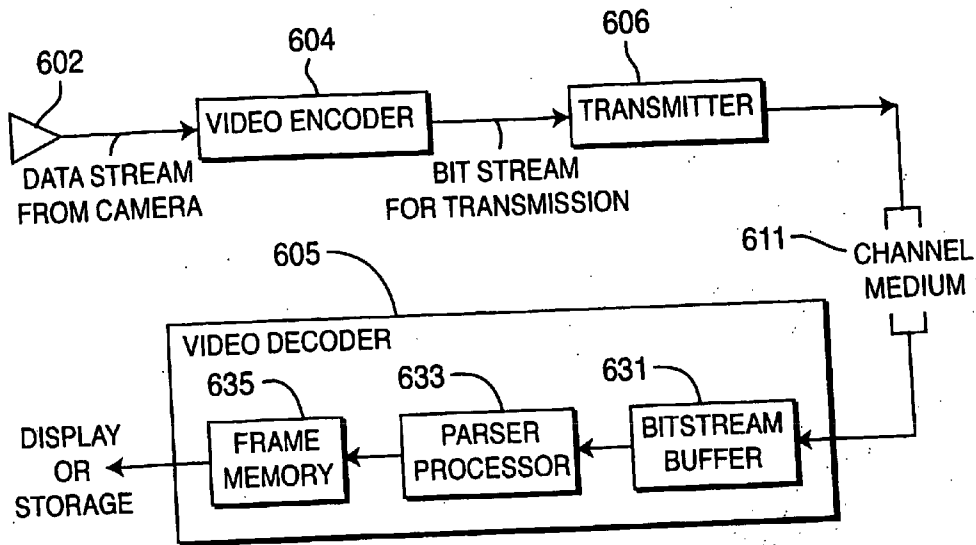 602
604
606
VIDEO ENCODER
TRANSMITTER
DATA STREAM
FROM CAMERA
BIT STREAM
FOR TRANSMISSION
611
CHANNEL
MEDIUM
605
VIDEO DECODER
635
633
631
FRAME
MEMORY
PARSER
PROCESSOR
BITSTREAM
BUFFER
DISPLAY
OR
STORAGE